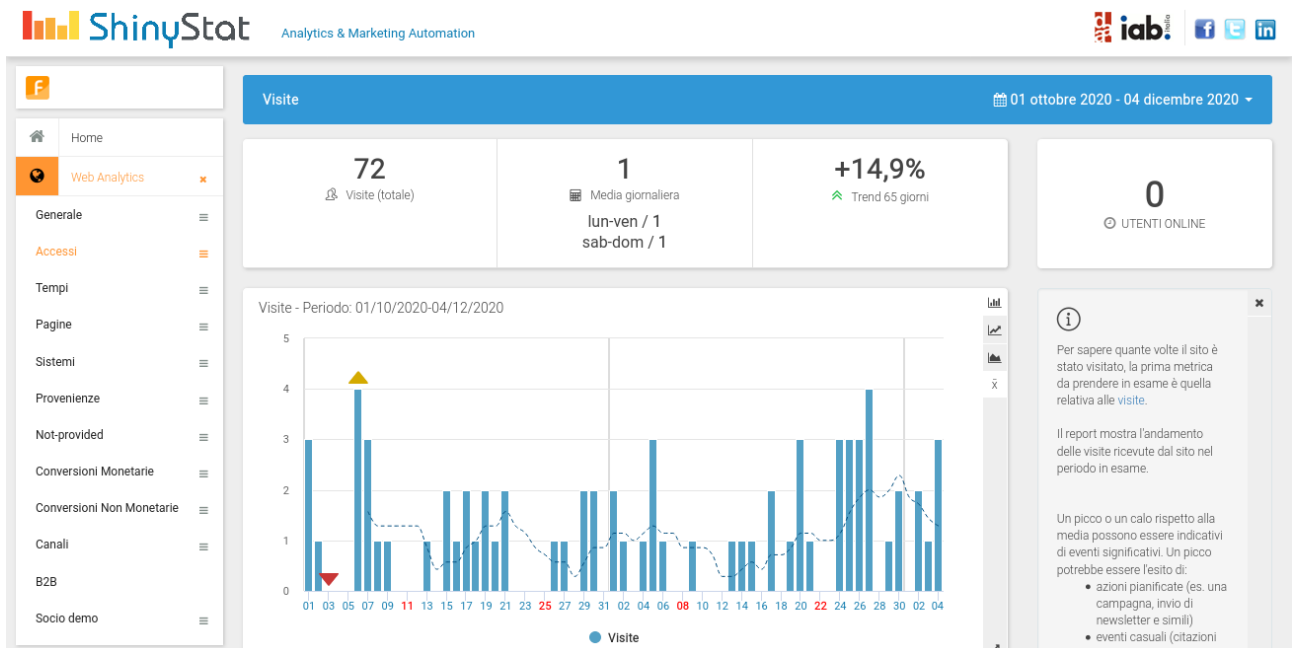 ShinyStat
Analytics & Marketing Automation
iab:
italia
Home
Web Analytics
Generale
Accessi
Tempi
Pagine
Sistemi
Provenienze
Not-provided
Conversioni Monetarie
Conversioni Non Monetarie
Canali
B2B
Socio demo
Visite
01 ottobre 2020 - 04 dicembre 2020
72
Visite (totale)
1
Media giornaliera
lun-ven / 1
sab-dom / 1
+14,9%
Trend 65 giorni
0
UTENTI ONLINE
Visite - Periodo: 01/10/2020-04/12/2020
5
4
3
2
1
0
01 03 05 07 09 11 13 15 17 19 21 23 25 27 29 31 02 04 06 08 10 12 14 16 18 20 22 24 26 28 30 02 04
Visite
Per sapere quante volte il sito è
stato visitato, la prima metrica
da prendere in esame è quella
relativa alle visite.
Il report mostra l'andamento
delle visite ricevute dal sito nel
periodo in esame.
Un picco o un calo rispetto alla
media possono essere indicativi
di eventi significativi. Un picco
potrebbe essere l'esito di:
azioni pianificate (es. una
campagna, invio di
newsletter e simili)
eventi casuali (citazioni